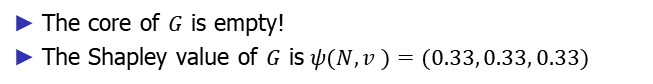 ▶ The core of G is empty!
▶ The Shapley value of G is ψ(N, v ) = (0.33, 0.33, 0.33)